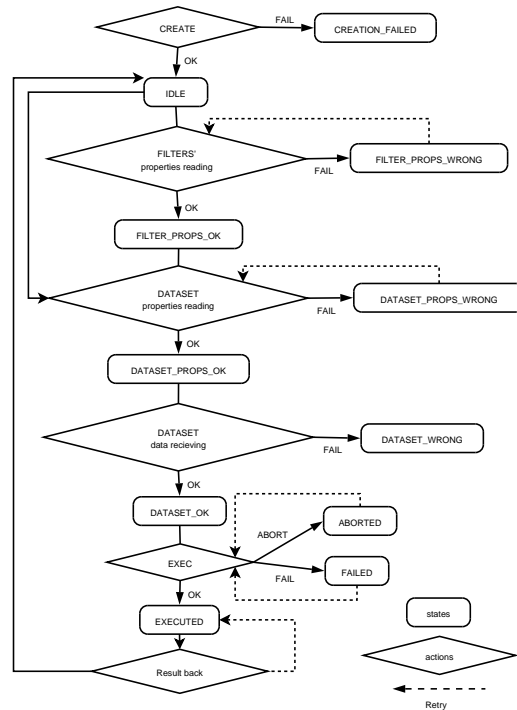 CREATE
FAIL
CREATION_FAILED
OK
IDLE
FILTERS'
properties reading
FAIL
FILTER_PROPS_WRONG
OK
FILTER_PROPS_OK
DATASET
properties reading
FAIL
DATASET_PROPS_WRONG
OK
DATASET_PROPS_OK
DATASET
data recieving
FAIL
DATASET_WRONG
OK
DATASET_OK
ABORT
ABORTED
EXEC
FAIL
FAILED
OK
EXECUTED
states
Result back
actions
Retry